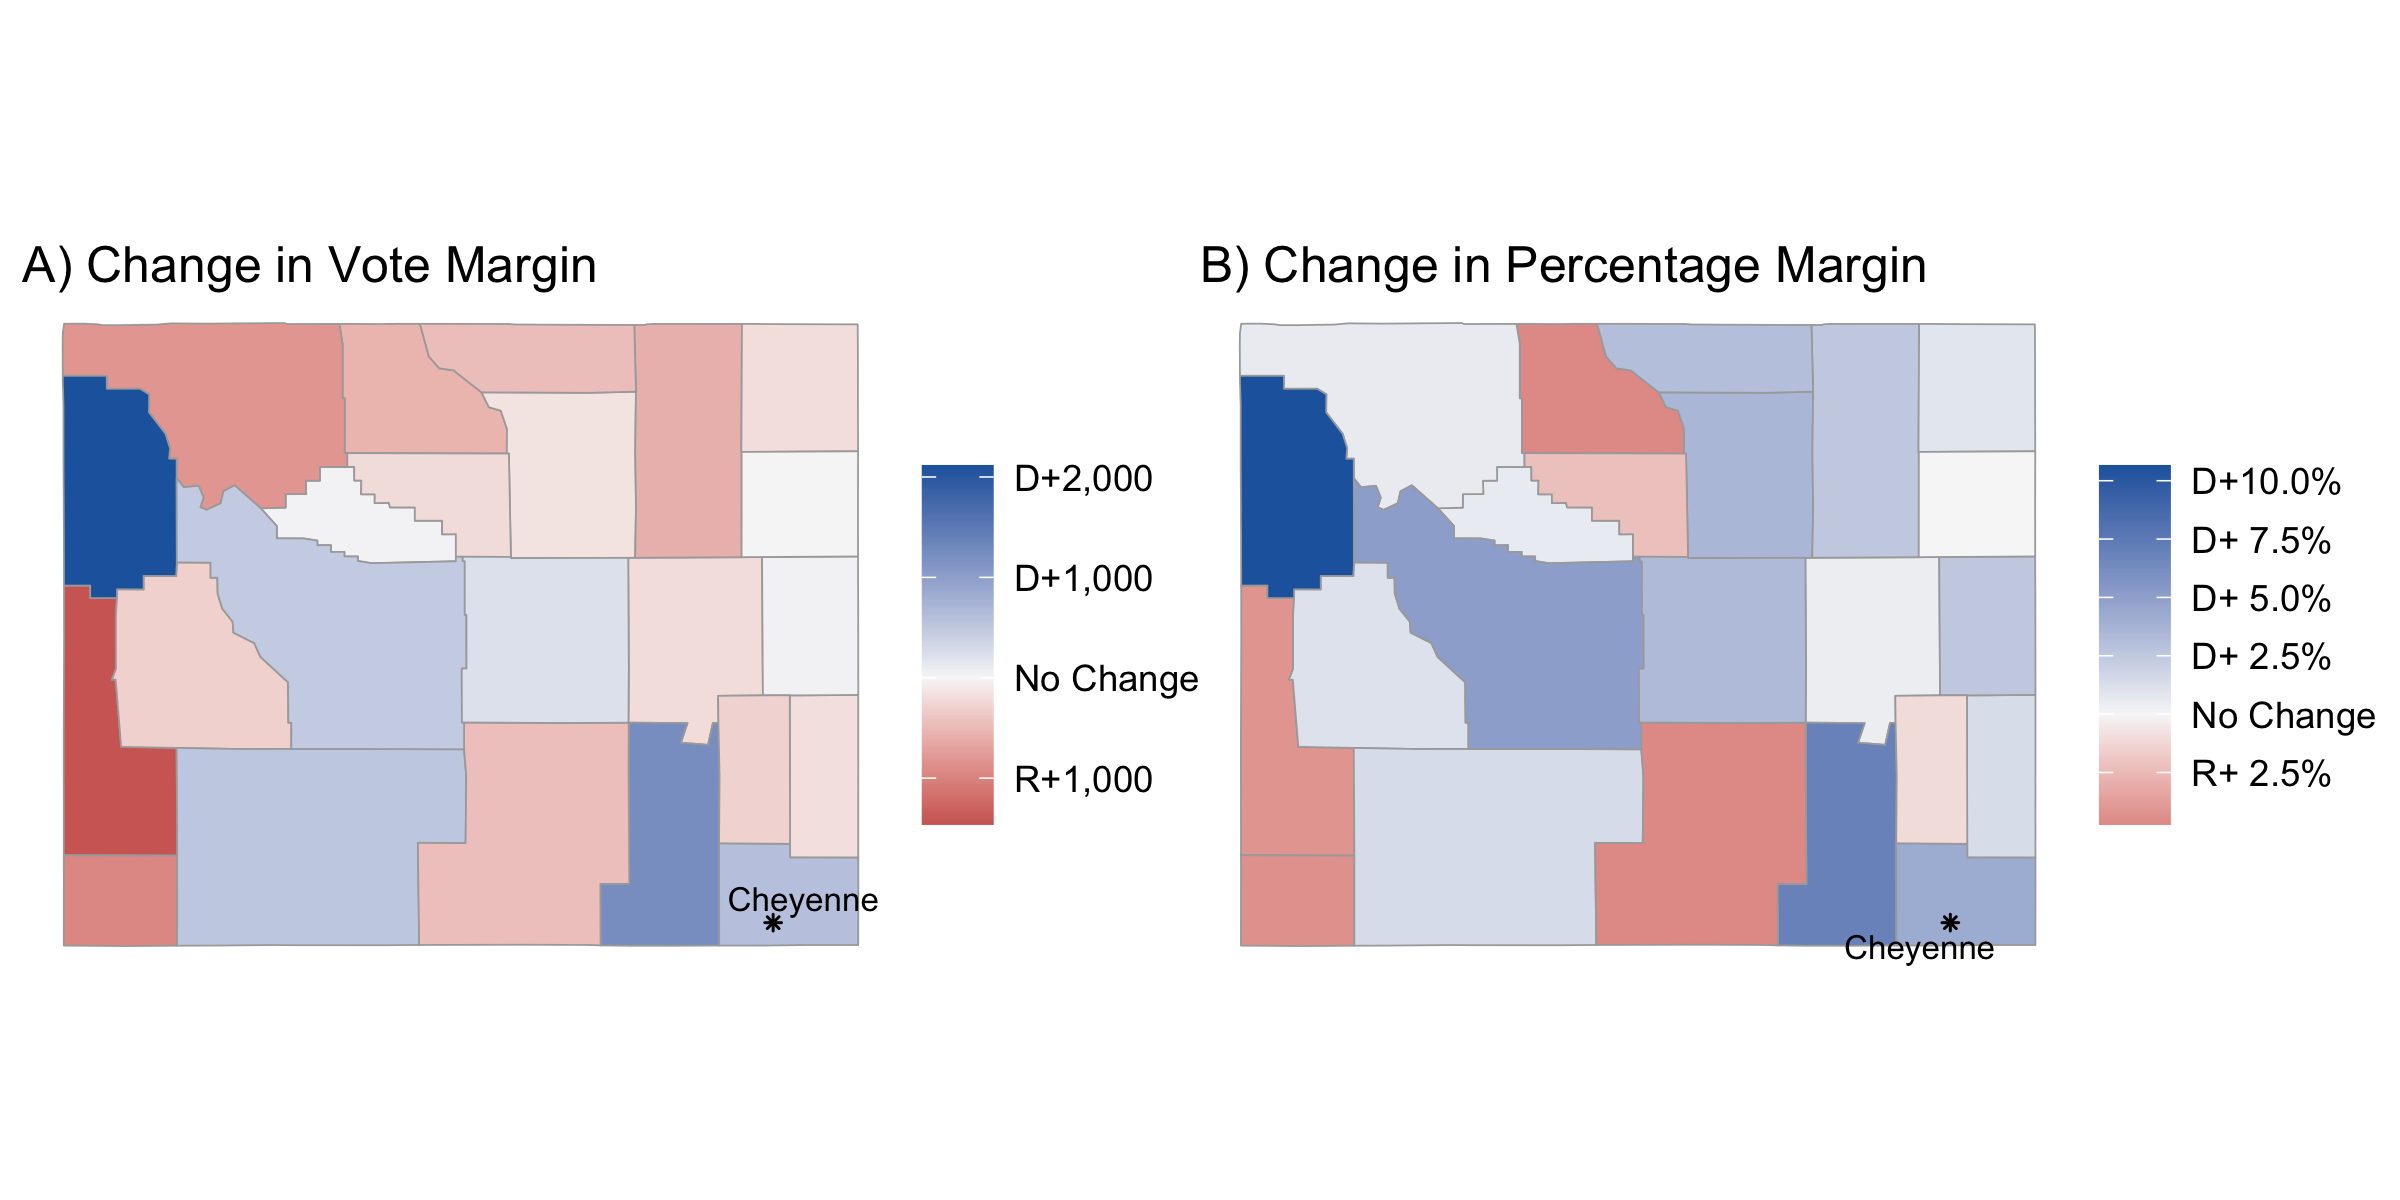 A) Change in Vote Margin
D+2,000
D+1,000
No Change
R+1,000
Cheyenne
B) Change in Percentage Margin
D+10.0%
D+ 7.5%
D+ 5.0%
D+ 2.5%
No Change
R+ 2.5%
Cheyenne